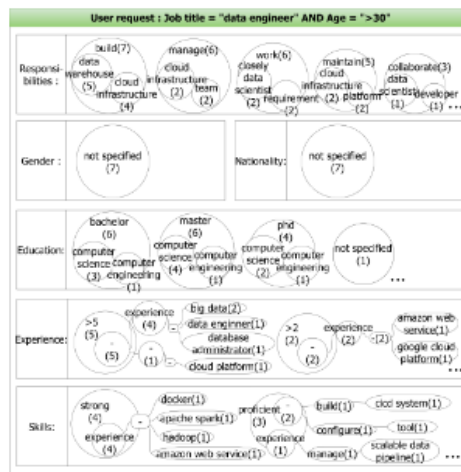 User request : Job title = "data engineer" AND Age = ">30"
Responsi-
bilities :
build(7)
data
warehouse
(5)
cloud
infrastructure
(4)
manage(6)
cloud
infrastructure
(2)
team
(2)
work(6)
closely
data
scientist
(2)
requirement
(2)
maintain(5)
cloud
infrastructure
(2)
platform
(2)
collaborate(3)
data
scientist
(1)
developer
(1)
...
Gender :
not specified
(7)
Nationality:
not specified
(7)
Education:
bachelor
(6)
computer
science
(3)
computer
engineering
(1)
master
(6)
computer
science
(4)
computer
engineering
(1)
phd
(4)
computer
science
(2)
computer
engineering
(1)
not specified
(1)
...
Experience:
>5
(5)
-
(5)
experience
(4)
-
(1)
-
big data(2)
data enginner(1)
database
administrator(1)
-
cloud platform(1)
>2
(2)
-
(2)
experience
(2)
-(2)
amazon web
service(1)
google cloud
platform(1)
...
Skills:
strong
(4)
experience
(4)
-
docker(1)
apache spark(1)
hadoop(1)
amazon web service(1)
proficient
(3)
-
(2)
experience
(1)
build(1)
cicd system(1)
configure(1)
tool(1)
manage(1)
scalable data
pipeline(1)
...